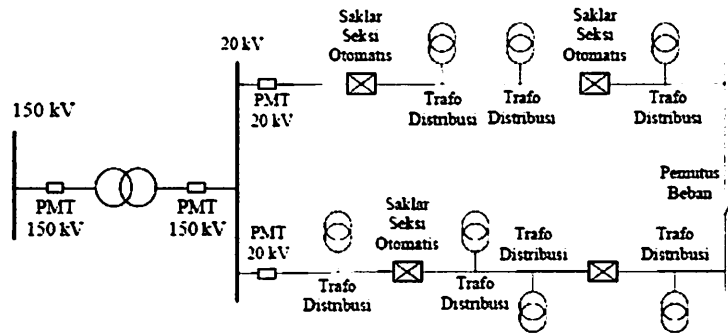 150 kV
PMT
150 kV
PMT
150 kV
20 kV
PMT
20 kV
Saklar
Seksi
Otomatis
Trafo
Distribusi
Trafo
Distribusi
Saklar
Seksi
Otomatis
Trafo
Distribusi
Pemutus
Beban
PMT
20 kV
Trafo
Distribusi
Saklar
Seksi
Otomatis
Trafo
Distribusi
Trafo
Distribusi
Trafo
Distribusi